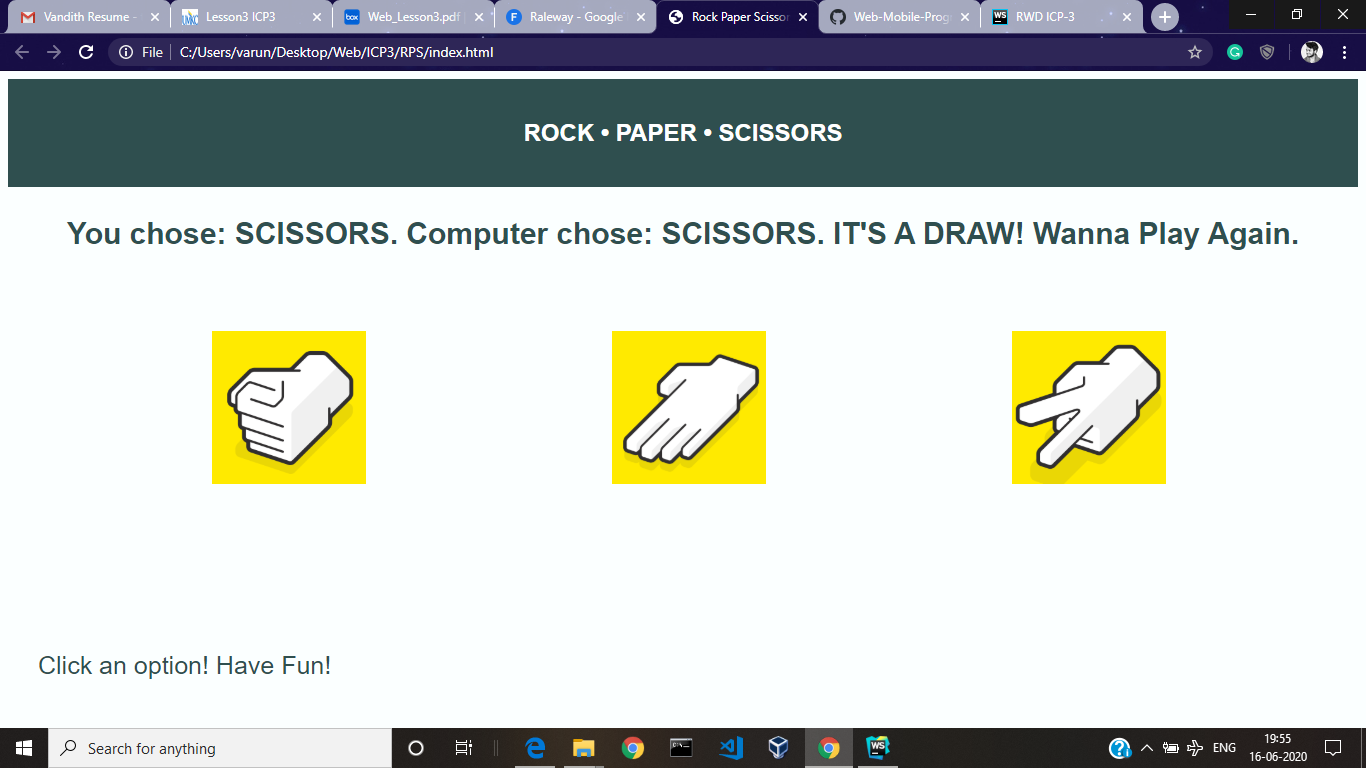 Vandith Resume -
Lesson3 ICP3
Web_Lesson3.pdf
Raleway - Google
Rock Paper Scissor
Web-Mobile-Prog
RWD ICP-3
File
C:/Users/varun/Desktop/Web/ICP3/RPS/index.html
ROCK • PAPER • SCISSORS
You chose: SCISSORS. Computer chose: SCISSORS. IT'S A DRAW! Wanna Play Again.
Click an option! Have Fun!
Search for anything
ENG
19:55
16-06-2020